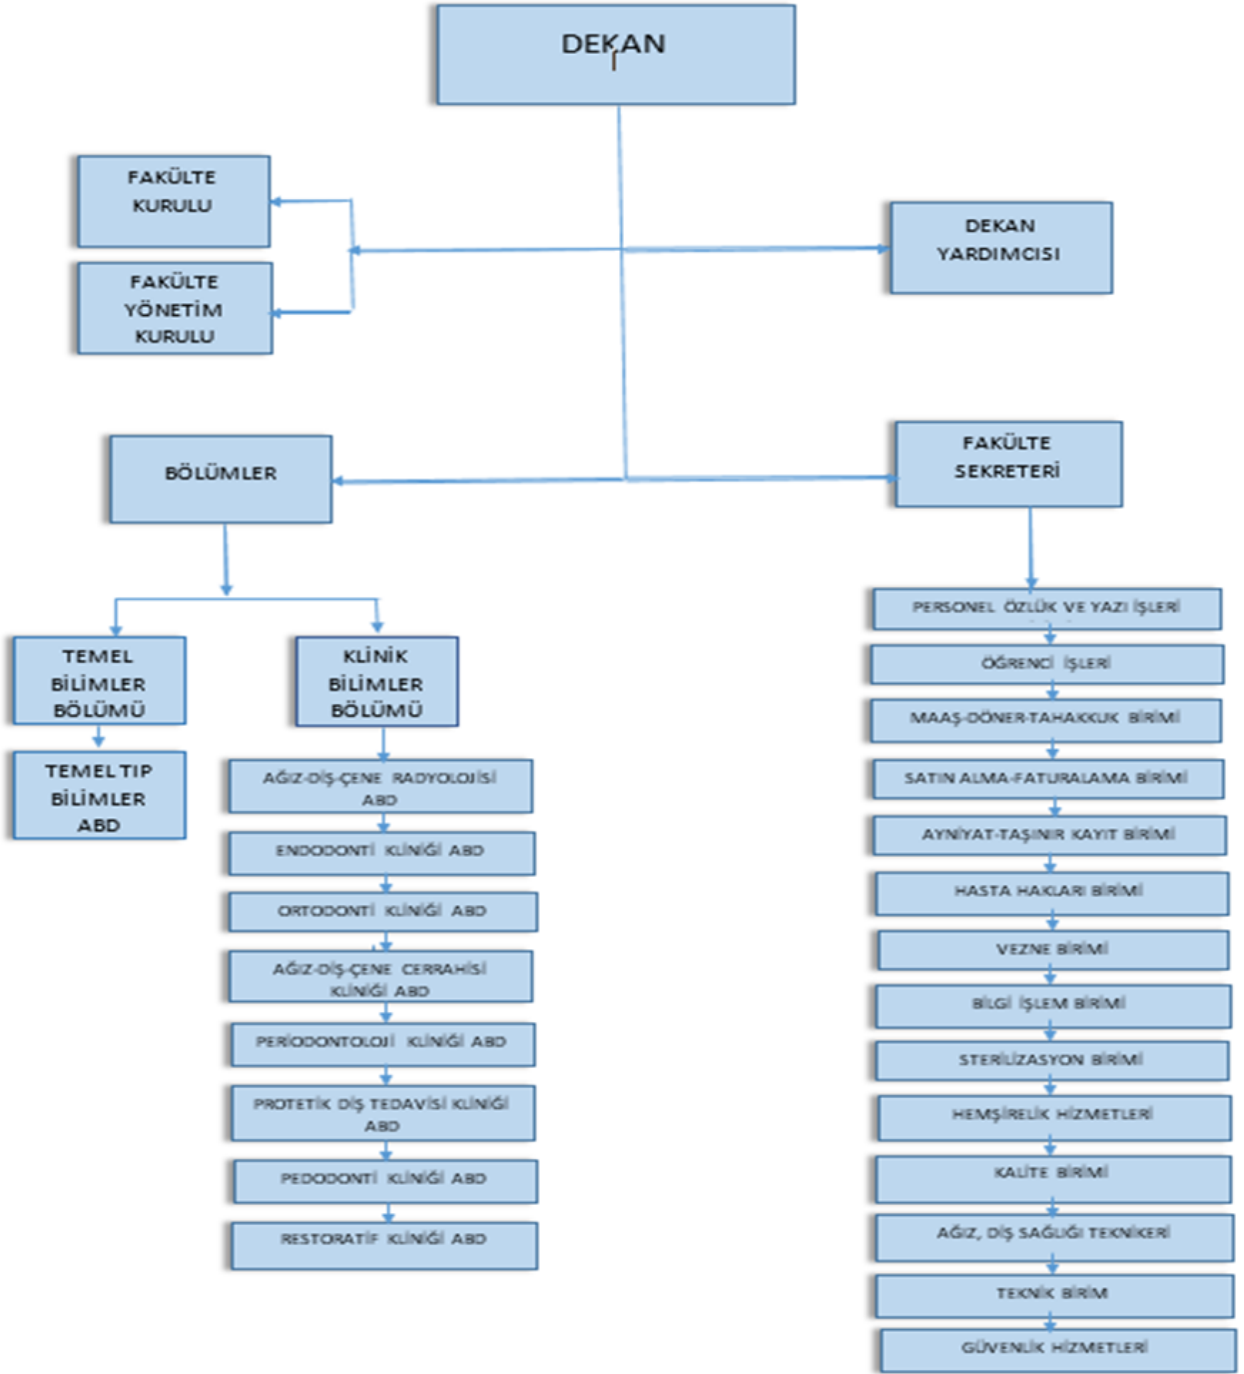 DEKAN
FAKÜLTE
KURULU
FAKÜLTE
YÖNETİM
KURULU
DEKAN
YARDIMCISI
BÖLÜMLER
FAKÜLTE
SEKRETERİ
TEMEL
BİLİMLER
BÖLÜMÜ
TEMEL TIP
BİLİMLER
ABD
KLİNİK
BİLİMLER
BÖLÜMÜ
AĞIZ-DİŞ-ÇENE RADYOLOJİSİ
ABD
ENDODONTİ KLİNİĞİ ABD
ORTODONTİ KLİNİĞİ ABD
AĞIZ-DİŞ-ÇENE CERRAHİSİ
KLİNİĞİ ABD
PERİODONTOLOJİ KLİNİĞİ ABD
PROTETİK DİŞ TEDAVİSİ KLİNİĞİ
ABD
PEDODONTİ KLİNİĞİ ABD
RESTORATİF KLİNİĞİ ABD
PERSONEL ÖZLÜK VE YAZI İŞLERİ
ÖĞRENCİ İŞLERİ
MAAŞ-DÖNER-TAHAKKUK BİRİMİ
SATIN ALMA-FATURALAMA BİRİMİ
AYNİYAT-TAŞINIR KAYIT BİRİMİ
HASTA HAKLARI BİRİMİ
VEZNE BİRİMİ
BİLGİ İŞLEM BİRİMİ
STERİLİZASYON BİRİMİ
HEMŞİRELİK HİZMETLERİ
KALİTE BİRİMİ
AĞIZ, DİŞ SAĞLIĞI TEKNİKERİ
TEKNİK BİRİM
GÜVENLİK HİZMETLERİ